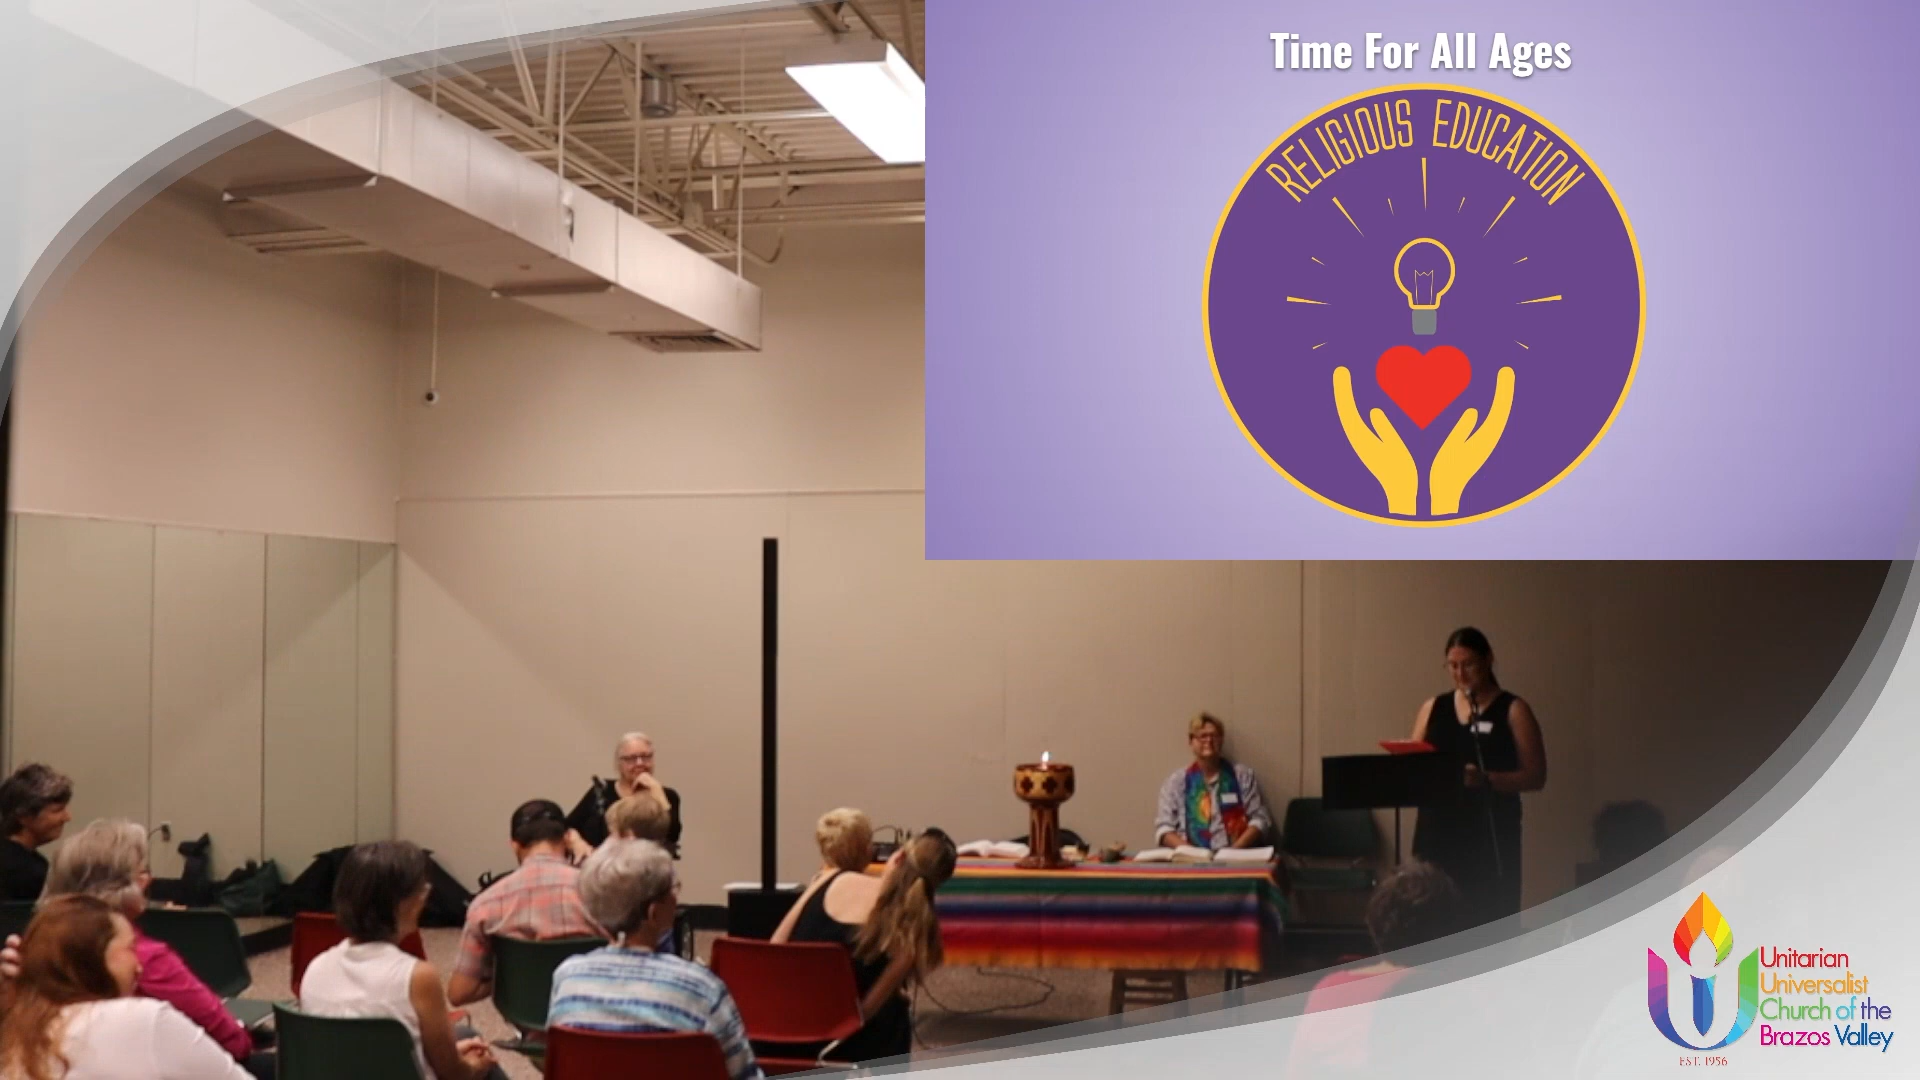 Time For All Ages
RELIGIOUS EDUCATION
Unitarian
Universalist
Church of the
Brazos Valley
EST. 1956